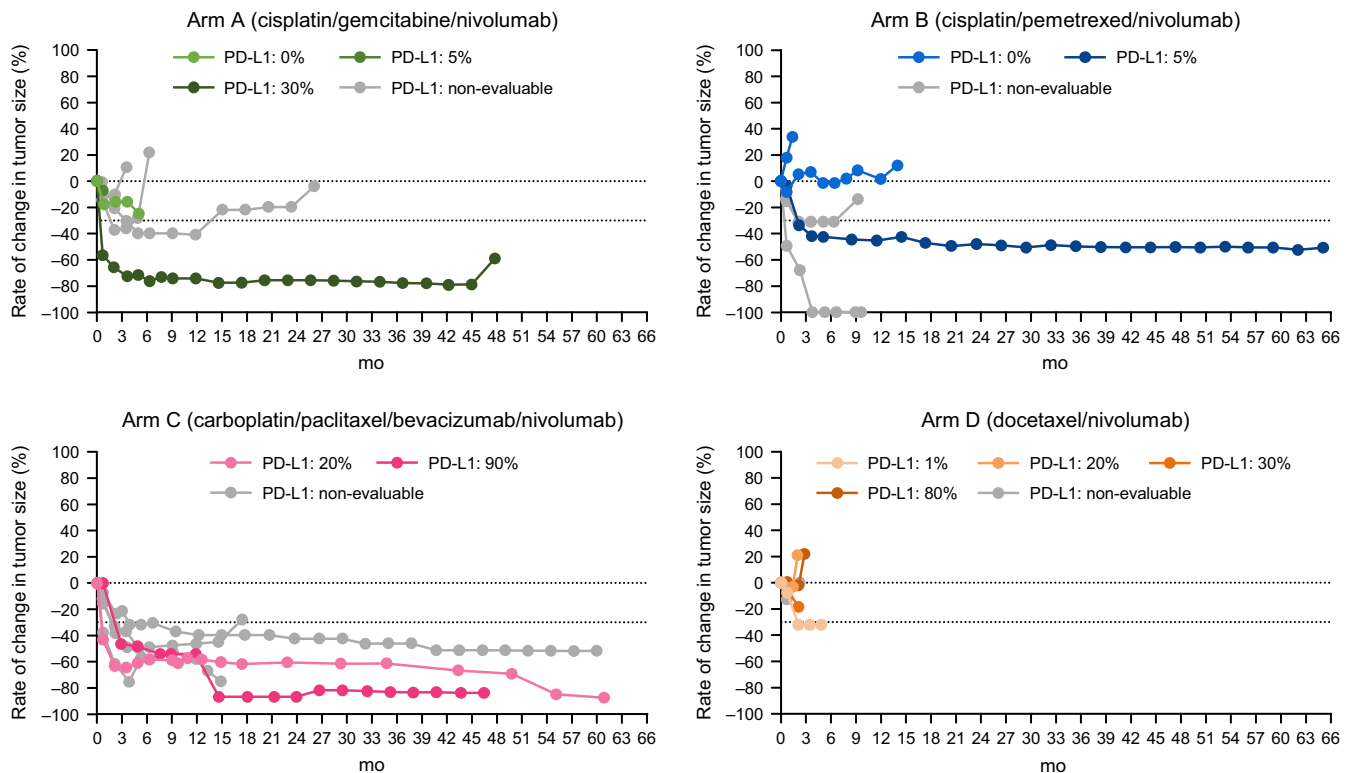 Arm A (cisplatin/gemcitabine/nivolumab)
Rate of change in tumor size (%)
100
80
60
40
20
0
–20
–40
–60
–80
–100
PD-L1: 0% PD-L1: 5%
PD-L1: 30% PD-L1: non-evaluable
0 3 6 9 12 15 18 21 24 27 30 33 36 39 42 45 48 51 54 57 60 63 66
mo
Arm B (cisplatin/pemetrexed/nivolumab)
Rate of change in tumor size (%)
100
80
60
40
20
0
–20
–40
–60
–80
–100
PD-L1: 0% PD-L1: 5%
PD-L1: non-evaluable
0 3 6 9 12 15 18 21 24 27 30 33 36 39 42 45 48 51 54 57 60 63 66
mo
Arm C (carboplatin/paclitaxel/bevacizumab/nivolumab)
Rate of change in tumor size (%)
100
80
60
40
20
0
–20
–40
–60
–80
–100
PD-L1: 20% PD-L1: 90%
PD-L1: non-evaluable
0 3 6 9 12 15 18 21 24 27 30 33 36 39 42 45 48 51 54 57 60 63 66
mo
Arm D (docetaxel/nivolumab)
Rate of change in tumor size (%)
100
80
60
40
20
0
–20
–40
–60
–80
–100
PD-L1: 1% PD-L1: 20% PD-L1: 30%
PD-L1: 80% PD-L1: non-evaluable
0 3 6 9 12 15 18 21 24 27 30 33 36 39 42 45 48 51 54 57 60 63 66
mo